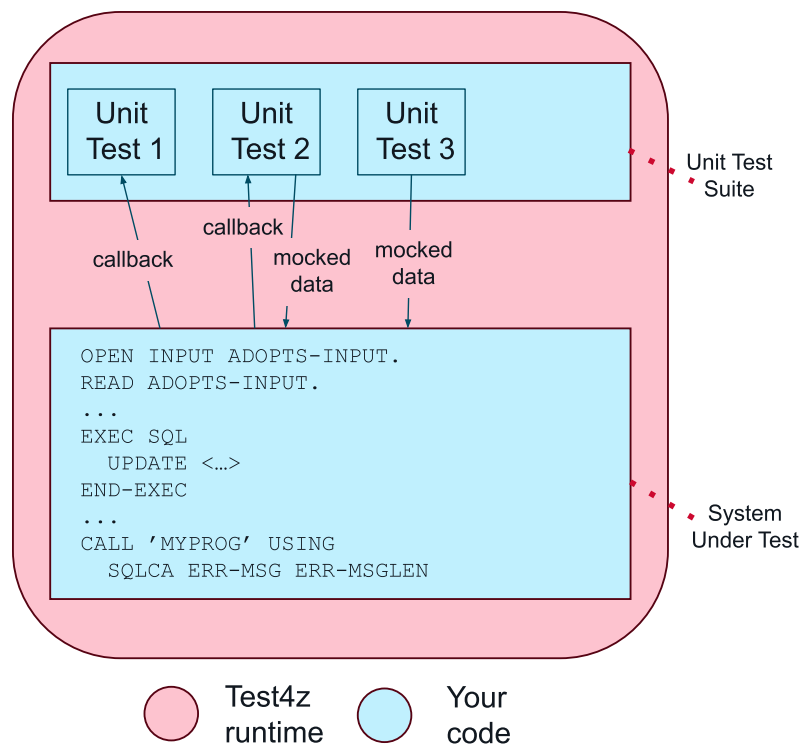 Unit
Test 1
Unit
Test 2
Unit
Test 3
Unit Test
Suite
callback
callback
mocked
data
mocked
data
OPEN INPUT ADOPTS-INPUT.
READ ADOPTS-INPUT.
...
EXEC SQL
UPDATE <…>
END-EXEC
...
CALL ’MYPROG’ USING
SQLCA ERR-MSG ERR-MSGLEN
System
Under Test
Test4z
runtime
Your
code